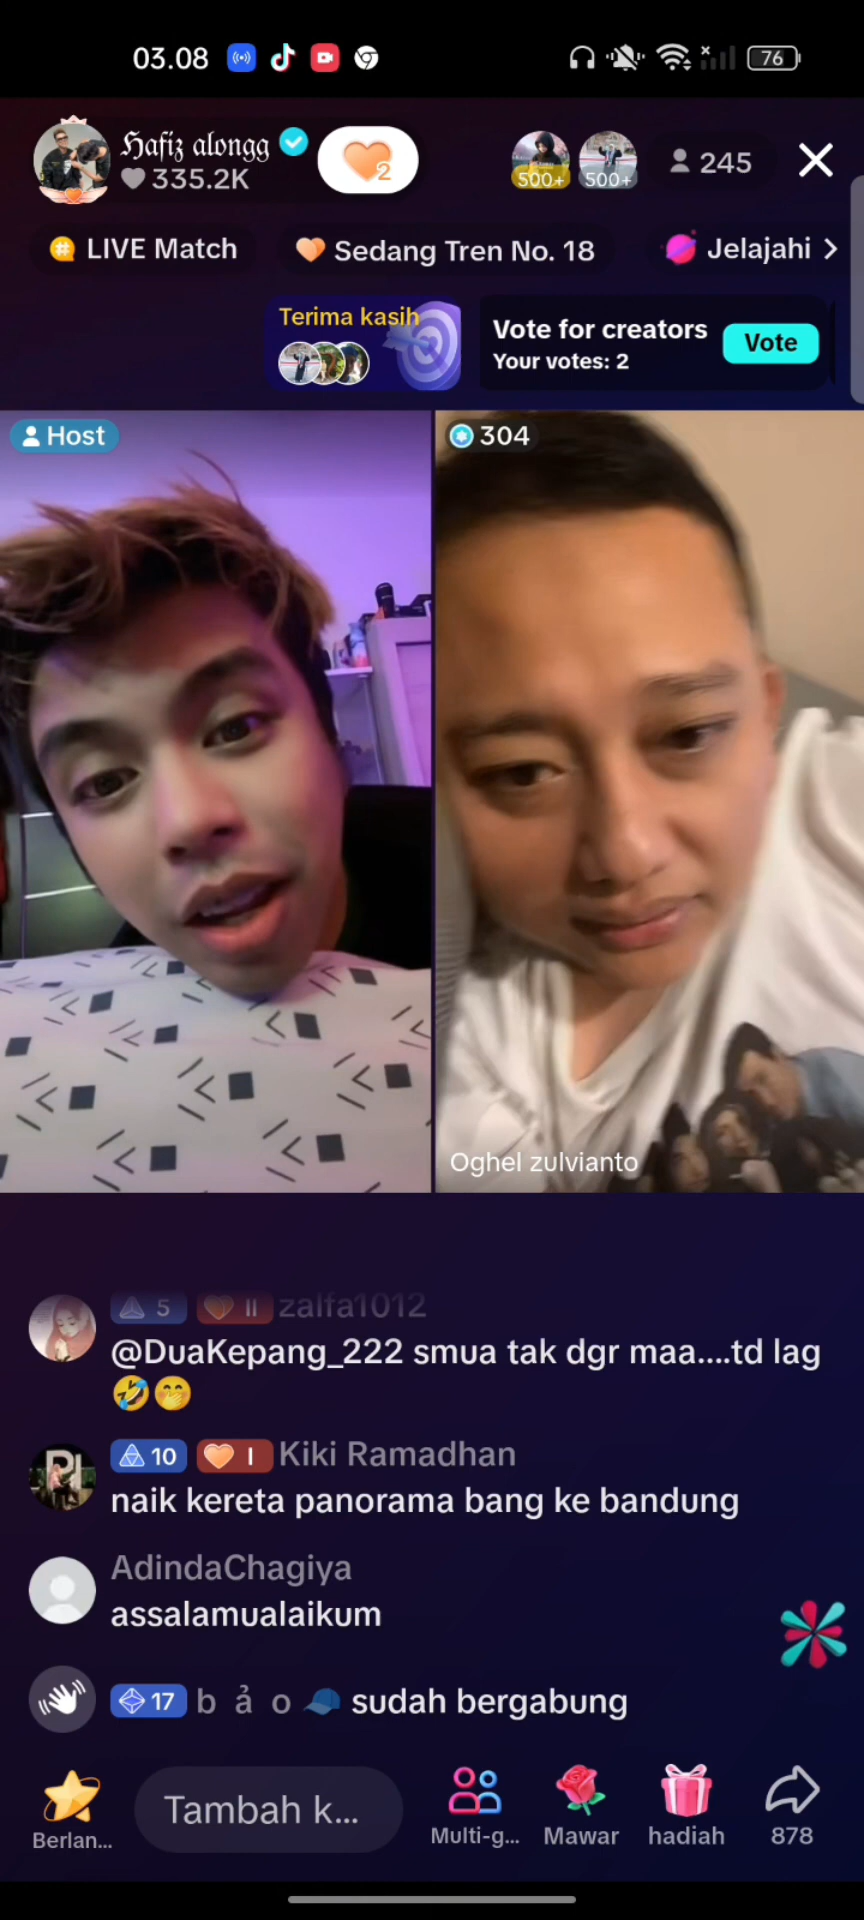 03.08
76
Hafiz alongg
335.2K
2
500+
500+
245
LIVE Match
Sedang Tren No. 18
Jelajahi
Terima kasih
Vote for creators
Your votes: 2
Vote
Host
304
Oghel zulvianto
5 II zalfa1012
@DuaKepang_222 smua tak dgr maa....td lag
🤣🤭
10 I Kiki Ramadhan
naik kereta panorama bang ke bandung
AdindaChagiya
assalamualaikum
17 b ả o 🧢 sudah bergabung
Tambah k...
Berlan...
Multi-g...
Mawar
hadiah
878